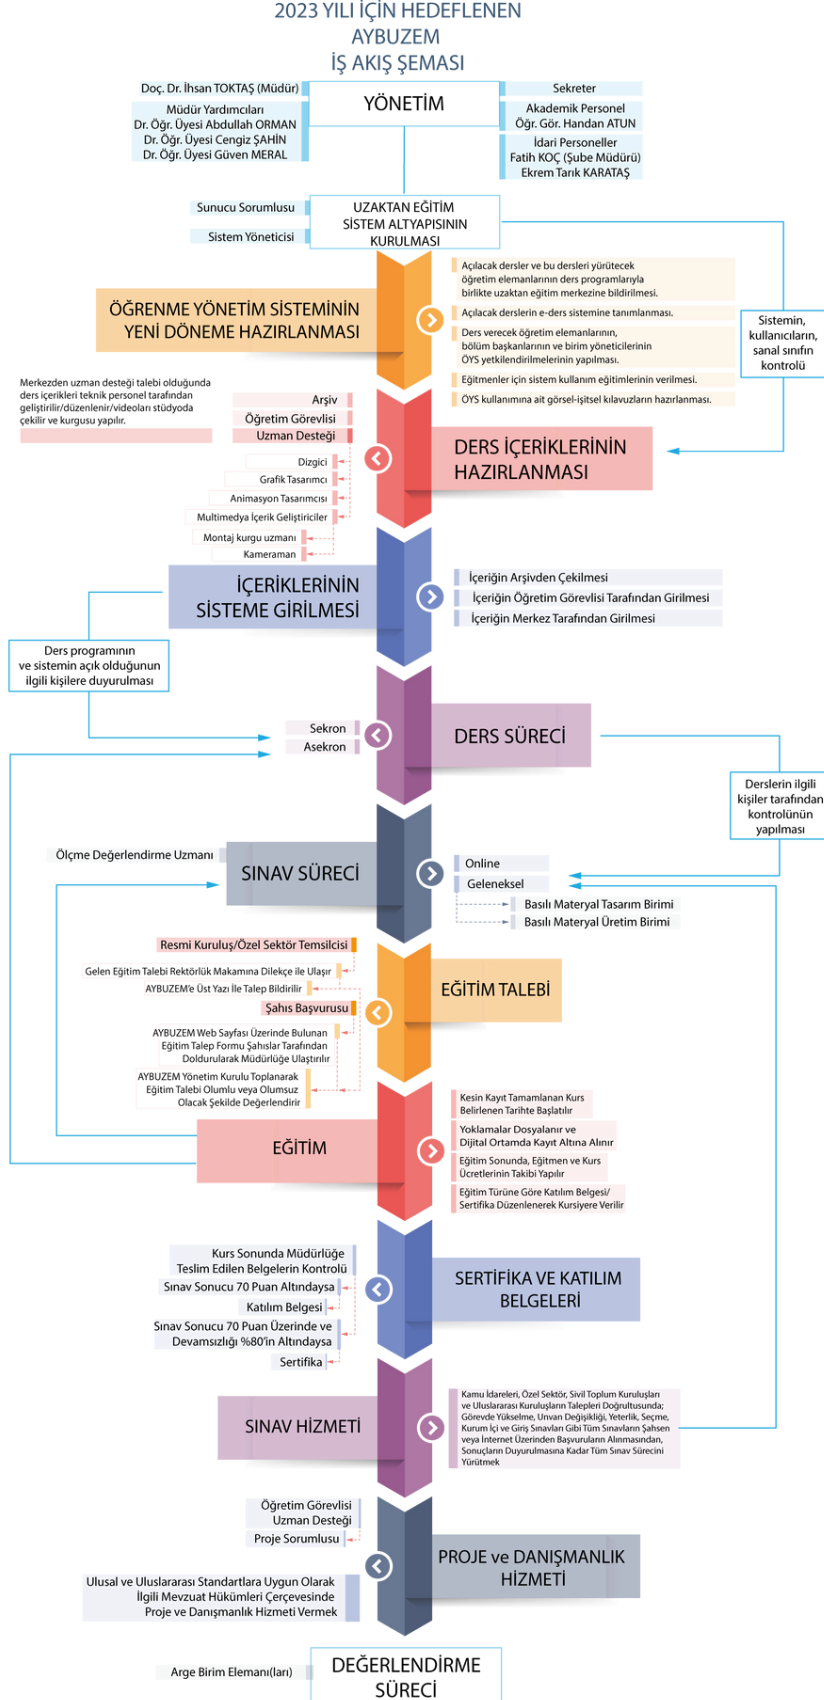 2023 YILI İÇİN HEDEFLENEN
AYBUZEM
İŞ AKIŞ ŞEMASI
Doç. Dr. İhsan TOKTAŞ (Müdür)
Müdür Yardımcıları
Dr. Öğr. Üyesi Abdullah ORMAN
Dr. Öğr. Üyesi Cengiz ŞAHİN
Dr. Öğr. Üyesi Güven MERAL
YÖNETİM
Sekreter
Akademik Personel
Öğr. Gör. Handan ATUN
İdari Personeller
Fatih KOÇ (Şube Müdürü)
Ekrem Tarık KARATAŞ
Sunucu Sorumlusu
Sistem Yöneticisi
UZAKTAN EĞİTİM
SİSTEM ALTYAPISININ
KURULMASI
ÖĞRENME YÖNETİM SİSTEMİNİN
YENİ DÖNEME HAZIRLANMASI
Açılacak dersler ve bu dersleri yürütecek
öğretim elemanlarının ders programlarıyla
birlikte uzaktan eğitim merkezine bildirilmesi.
Açılacak derslerin e-ders sistemine tanımlanması.
Ders verecek öğretim elemanlarının,
bölüm başkanlarının ve birim yöneticilerinin
ÖYS yetkilendirilmelerinin yapılması.
Eğitmenler için sistem kullanım eğitimlerinin verilmesi.
ÖYS kullanımına ait görsel-işitsel kılavuzların hazırlanması.
Sistemin,
kullanıcıların,
sanal sınıfın
kontrolü
Merkezden uzman desteği talebi olduğunda
ders içerikleri teknik personel tarafından
geliştirilir/düzenlenir/videoları stüdyoda
çekilir ve kurgusu yapılır.
Arşiv
Öğretim Görevlisi
Uzman Desteği
Dizgici
Grafik Tasarımcı
Animasyon Tasarımcısı
Multimedya İçerik Geliştiriciler
Montaj kurgu uzmanı
Kameraman
DERS İÇERİKLERİNİN
HAZIRLANMASI
İÇERİKLERİNİN
SİSTEME GİRİLMESİ
İçeriğin Arşivden Çekilmesi
İçeriğin Öğretim Görevlisi Tarafından Girilmesi
İçeriğin Merkez Tarafından Girilmesi
Ders programının
ve sistemin açık olduğunun
ilgili kişilere duyurulması
Sekron
Asekron
DERS SÜRECİ
Derslerin ilgili
kişiler tarafından
kontrolünün
yapılması
Ölçme Değerlendirme Uzmanı
SINAV SÜRECİ
Online
Geleneksel
Basılı Materyal Tasarım Birimi
Basılı Materyal Üretim Birimi
Resmi Kuruluş/Özel Sektör Temsilcisi
Gelen Eğitim Talebi Rektörlük Makamına Dilekçe ile Ulaşır
AYBUZEM'e Üst Yazı İle Talep Bildirilir
Şahıs Başvurusu
AYBUZEM Web Sayfası Üzerinde Bulunan
Eğitim Talep Formu Şahıslar Tarafından
Doldurularak Müdürlüğe Ulaştırılır
AYBUZEM Yönetim Kurulu Toplanarak
Eğitim Talebi Olumlu veya Olumsuz
Olacak Şekilde Değerlendirir
EĞİTİM TALEBİ
EĞİTİM
Kesin Kayıt Tamamlanan Kurs
Belirlenen Tarihte Başlatılır
Yoklamalar Dosyalanır ve
Dijital Ortamda Kayıt Altına Alınır
Eğitim Sonunda, Eğitmen ve Kurs
Ücretlerinin Takibi Yapılır
Eğitim Türüne Göre Katılım Belgesi/
Sertifika Düzenlenerek Kursiyere Verilir
Kurs Sonunda Müdürlüğe
Teslim Edilen Belgelerin Kontrolü
Sınav Sonucu 70 Puan Altındaysa
Katılım Belgesi
Sınav Sonucu 70 Puan Üzerinde ve
Devamsızlığı %80'in Altındaysa
Sertifika
SERTİFİKA VE KATILIM
BELGELERİ
SINAV HİZMETİ
Kamu İdareleri, Özel Sektör, Sivil Toplum Kuruluşları
ve Uluslararası Kuruluşların Talepleri Doğrultusunda;
Görevde Yükselme, Unvan Değişikliği, Yeterlik, Seçme,
Kurum İçi ve Giriş Sınavları Gibi Tüm Sınavların Şahsen
veya İnternet Üzerinden Başvuruların Alınmasından,
Sonuçların Duyurulmasına Kadar Tüm Sınav Sürecini
Yürütmek
Öğretim Görevlisi
Uzman Desteği
Proje Sorumlusu
Ulusal ve Uluslararası Standartlara Uygun Olarak
İlgili Mevzuat Hükümleri Çerçevesinde
Proje ve Danışmanlık Hizmeti Vermek
PROJE ve DANIŞMANLIK
HİZMETİ
Arge Birim Elemanı(ları)
DEĞERLENDİRME
SÜRECİ